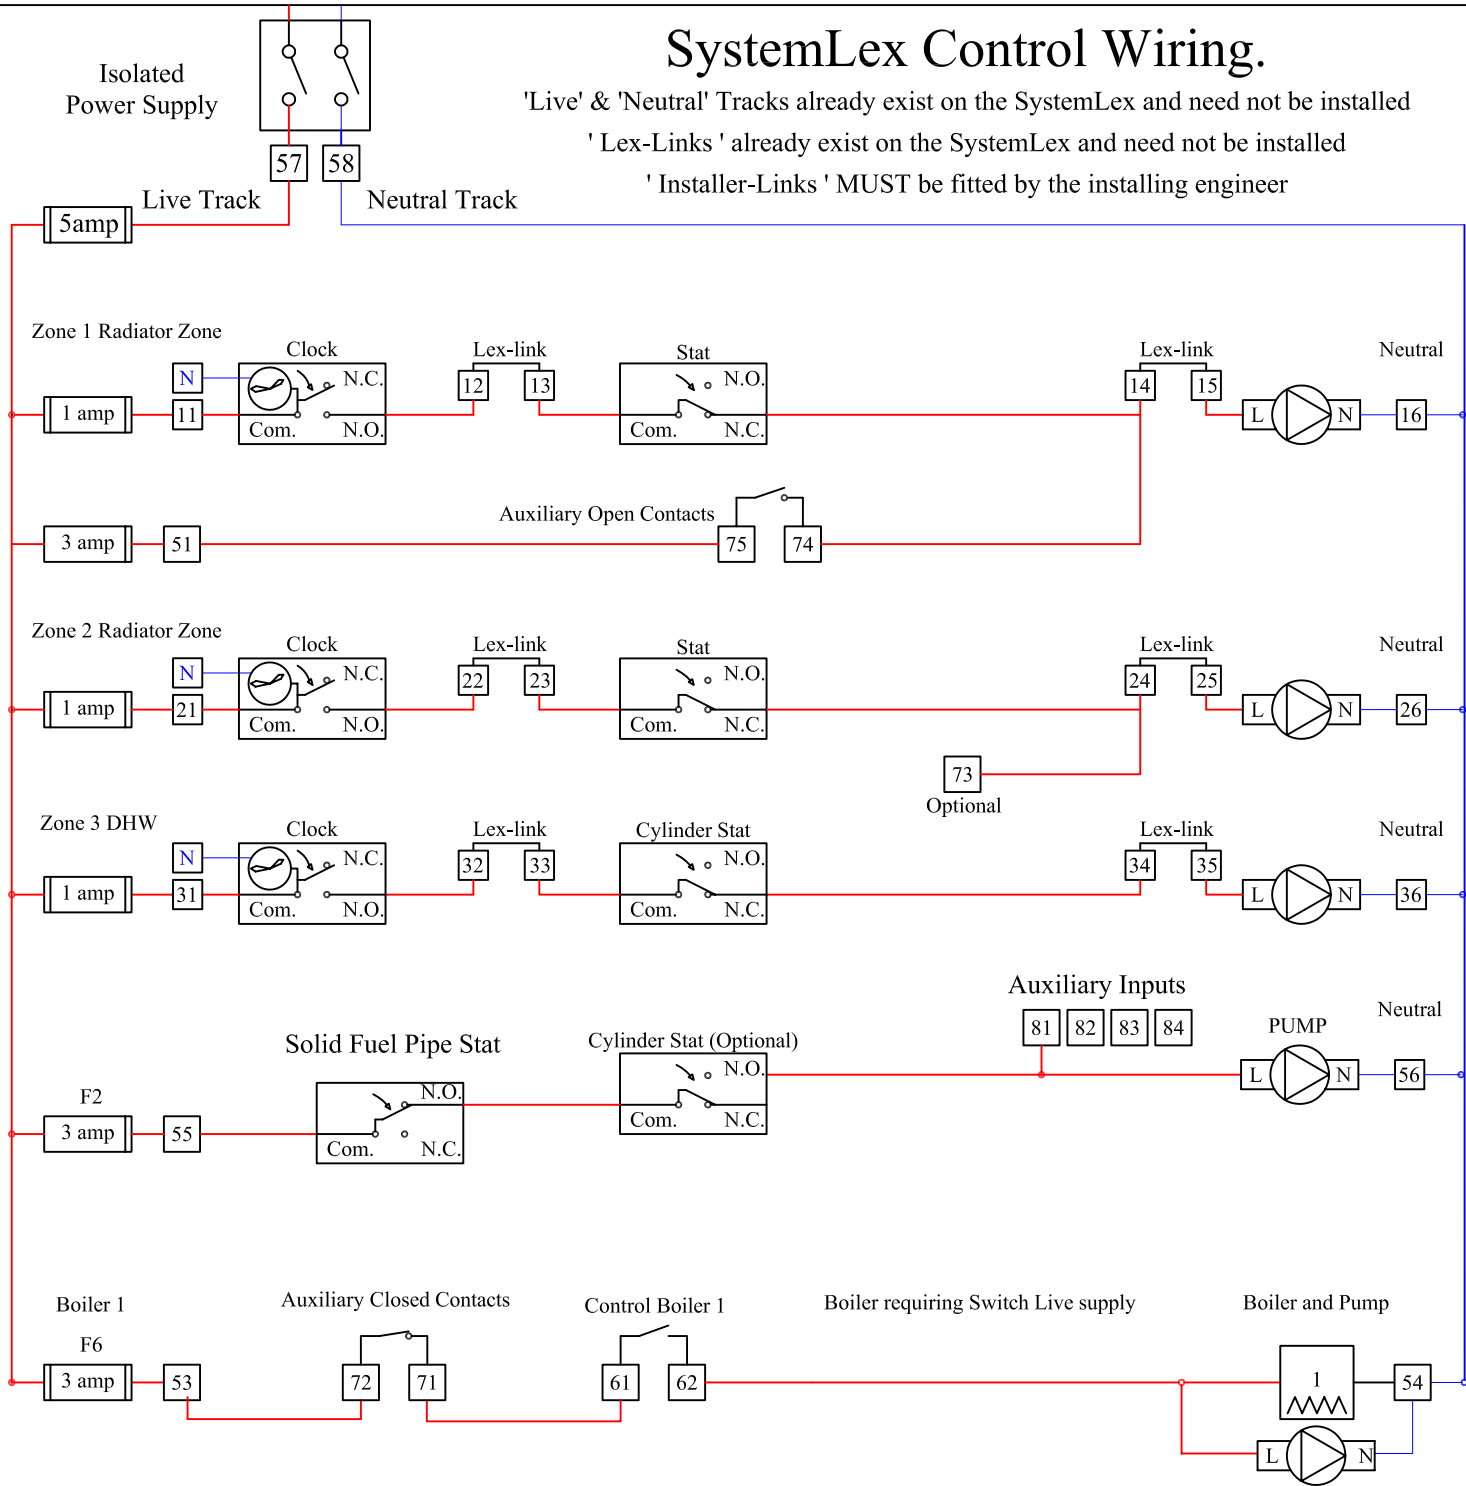 SystemLex Control Wiring.
'Live' & 'Neutral' Tracks already exist on the SystemLex and need not be installed
' Lex-Links ' already exist on the SystemLex and need not be installed
' Installer-Links ' MUST be fitted by the installing engineer
Isolated
Power Supply
57 58
Live Track Neutral Track
5amp
Zone 1 Radiator Zone
Clock Lex-link Stat Lex-link Neutral
N N.C. 12 13 N.O. 14 15
1 amp 11 L N 16
Com. N.O. Com. N.C.
Auxiliary Open Contacts
3 amp 51 75 74
Zone 2 Radiator Zone
Clock Lex-link Stat Lex-link Neutral
N N.C. 22 23 N.O. 24 25
1 amp 21 L N 26
Com. N.O. Com. N.C.
73
Optional
Zone 3 DHW
Clock Lex-link Cylinder Stat Lex-link Neutral
N N.C. 32 33 N.O. 34 35
1 amp 31 L N 36
Com. N.O. Com. N.C.
Auxiliary Inputs
81 82 83 84
PUMP Neutral
Solid Fuel Pipe Stat Cylinder Stat (Optional)
N.O. L N 56
F2 N.O.
3 amp 55 Com. N.C.
Com. N.C.
Boiler 1 Auxiliary Closed Contacts Control Boiler 1 Boiler requiring Switch Live supply Boiler and Pump
F6
3 amp 53 72 71 61 62 1 54
L N